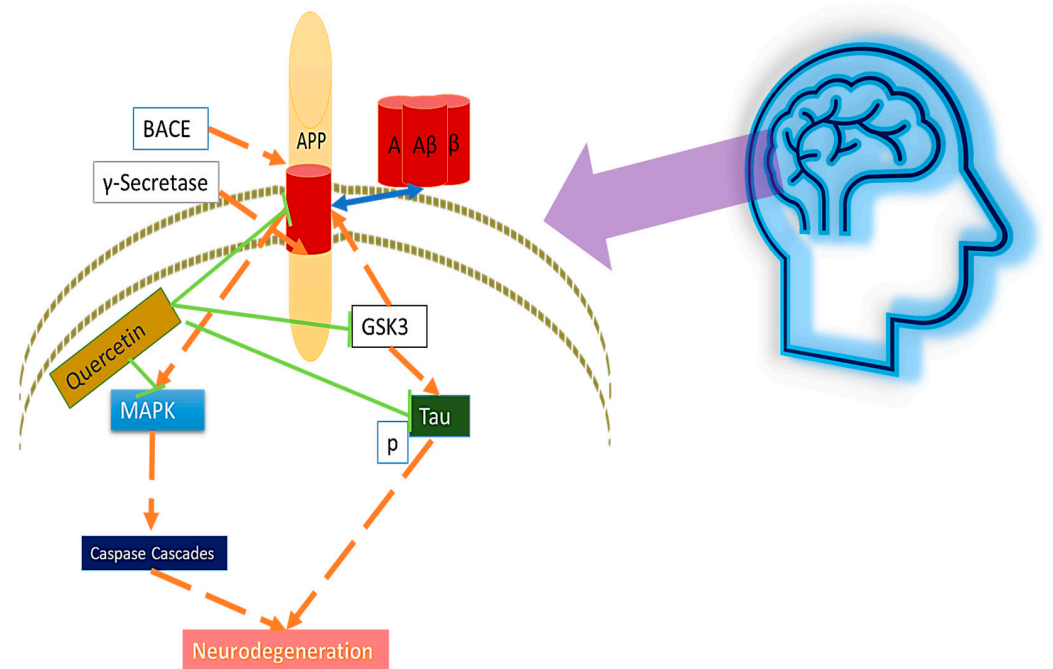 BACE
APP
A
Aβ
β
γ-Secretase
GSK3
Quercetin
MAPK
Tau
p
Caspase Cascades
Neurodegeneration